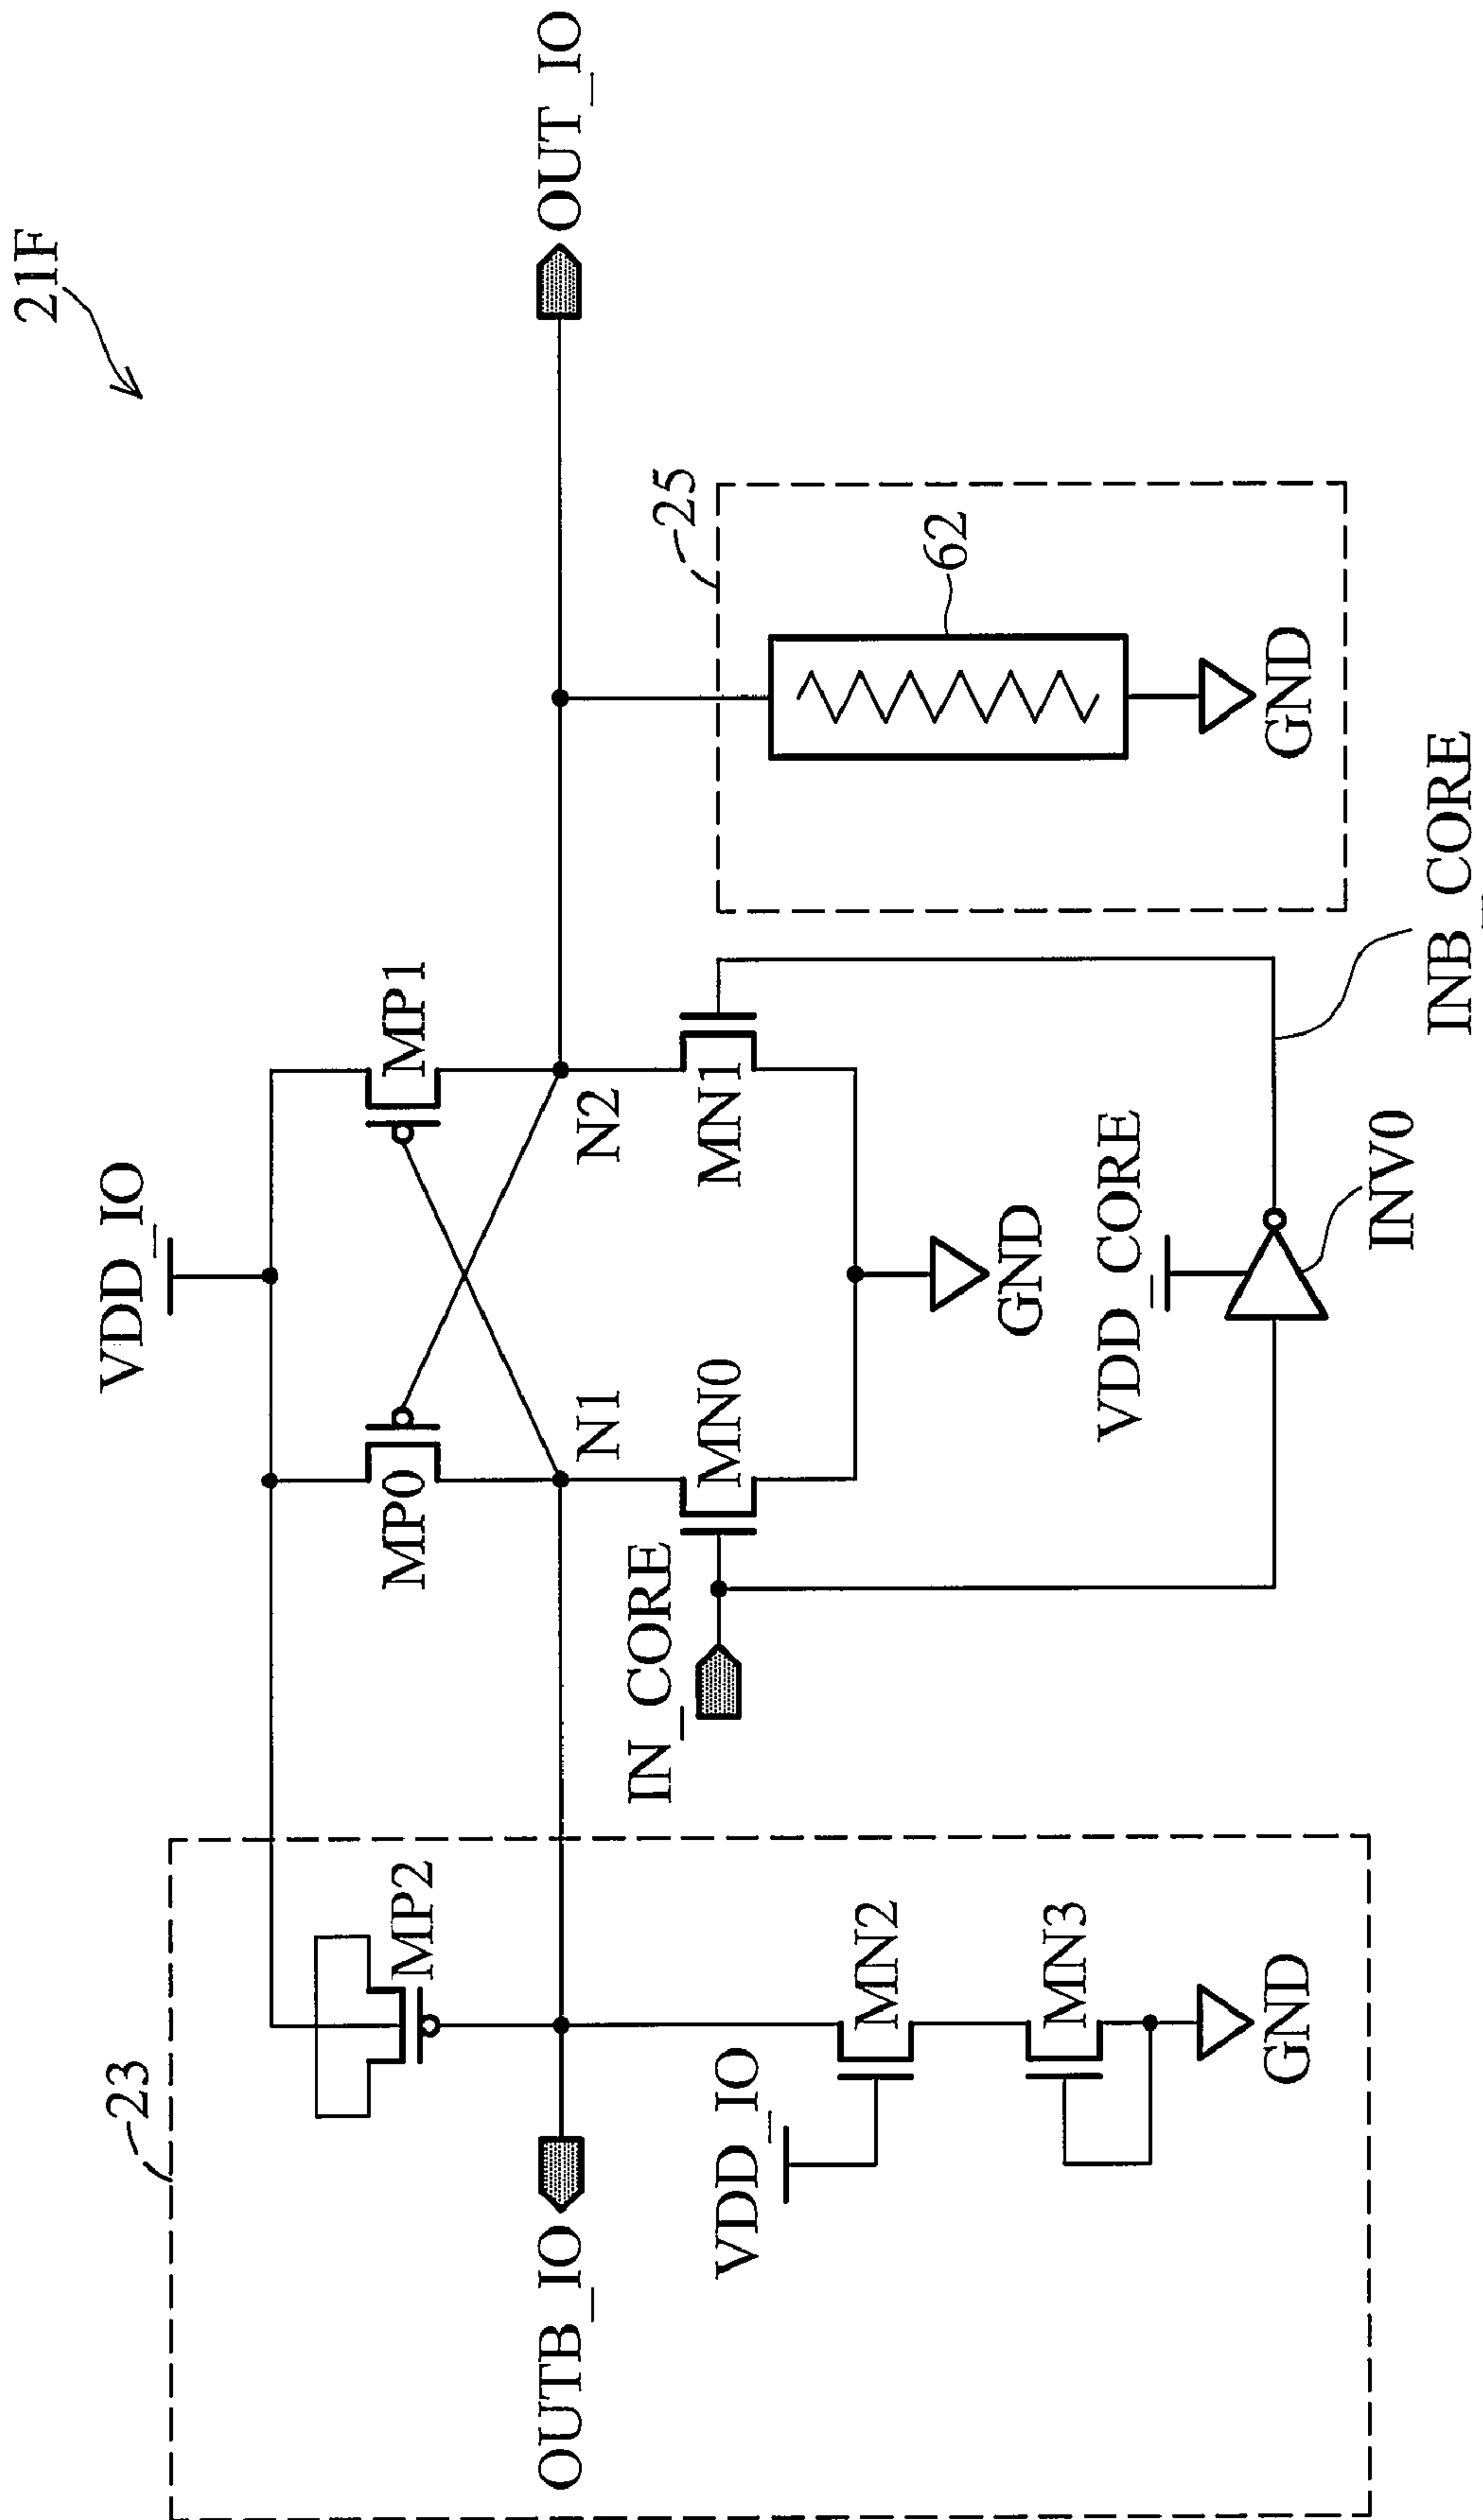 21F
VDD_IO
23
MP2
MP0
MP1
OUTB_IO
N1
N2
OUT_IO
IN_CORE
MN0
MN1
25
VDD_IO
MN2
62
GND
MN3
VDD_CORE
GND
GND
INV0
INB_CORE